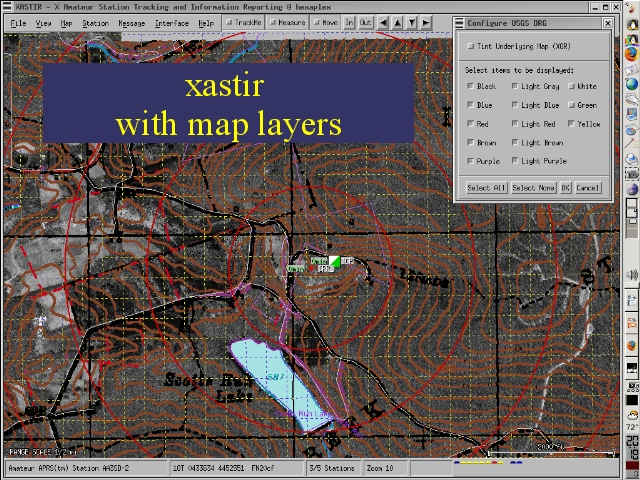 XASTIR - X Amateur Station Tracking and Information Reporting @ hexaplex
File View Map Station Message Interface Help TrackMe Measure Move In Out
xastir
with map layers
Configure USGS DRG
Tint Underlying Map (XOR)
Select items to be displayed:
Black Light Gray White
Blue Light Blue Green
Red Light Red Yellow
Brown Light Brown
Purple Light Purple
Select All Select None OK Cancel
587
Scotts Run
Lake
RANGE SCALE 1/2 mi
Amateur APRS(tm) Station AA3SD-2 18T 0433634 4452551 FN20cf 3/5 Stations Zoom 10
72°